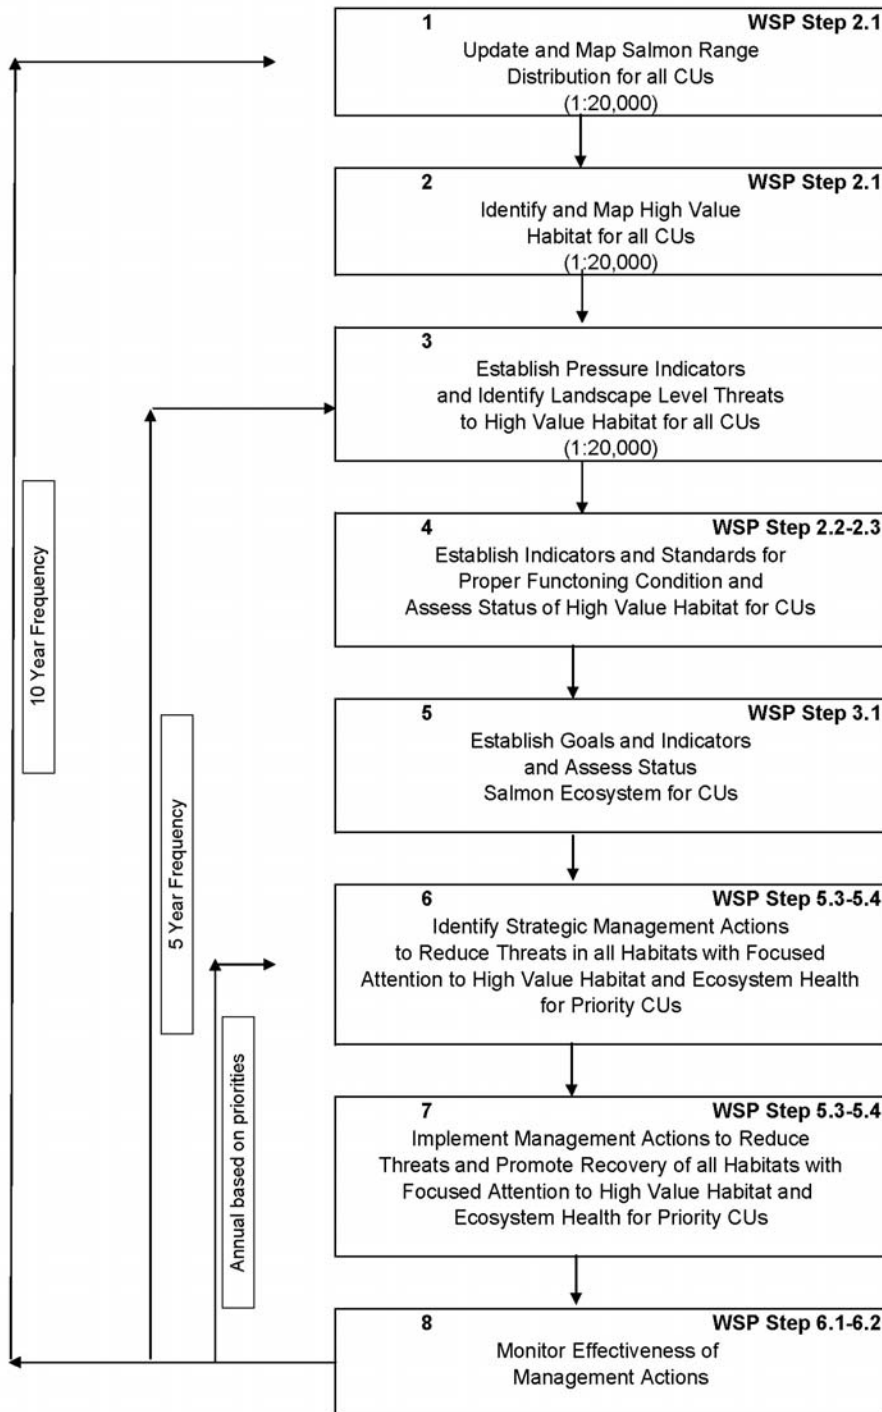 1 WSP Step 2.1
Update and Map Salmon Range
Distribution for all CUs
(1:20,000)
2 WSP Step 2.1
Identify and Map High Value
Habitat for all CUs
(1:20,000)
3
Establish Pressure Indicators
and Identify Landscape Level Threats
to High Value Habitat for all CUs
(1:20,000)
4 WSP Step 2.2-2.3
Establish Indicators and Standards for
Proper Functoning Condition and
Assess Status of High Value Habitat for CUs
5 WSP Step 3.1
Establish Goals and Indicators
and Assess Status
Salmon Ecosystem for CUs
6 WSP Step 5.3-5.4
Identify Strategic Management Actions
to Reduce Threats in all Habitats with Focused
Attention to High Value Habitat and Ecosystem Health
for Priority CUs
7 WSP Step 5.3-5.4
Implement Management Actions to Reduce
Threats and Promote Recovery of all Habitats with
Focused Attention to High Value Habitat and
Ecosystem Health for Priority CUs
8 WSP Step 6.1-6.2
Monitor Effectiveness of
Management Actions
10 Year Frequency
5 Year Frequency
Annual based on priorities